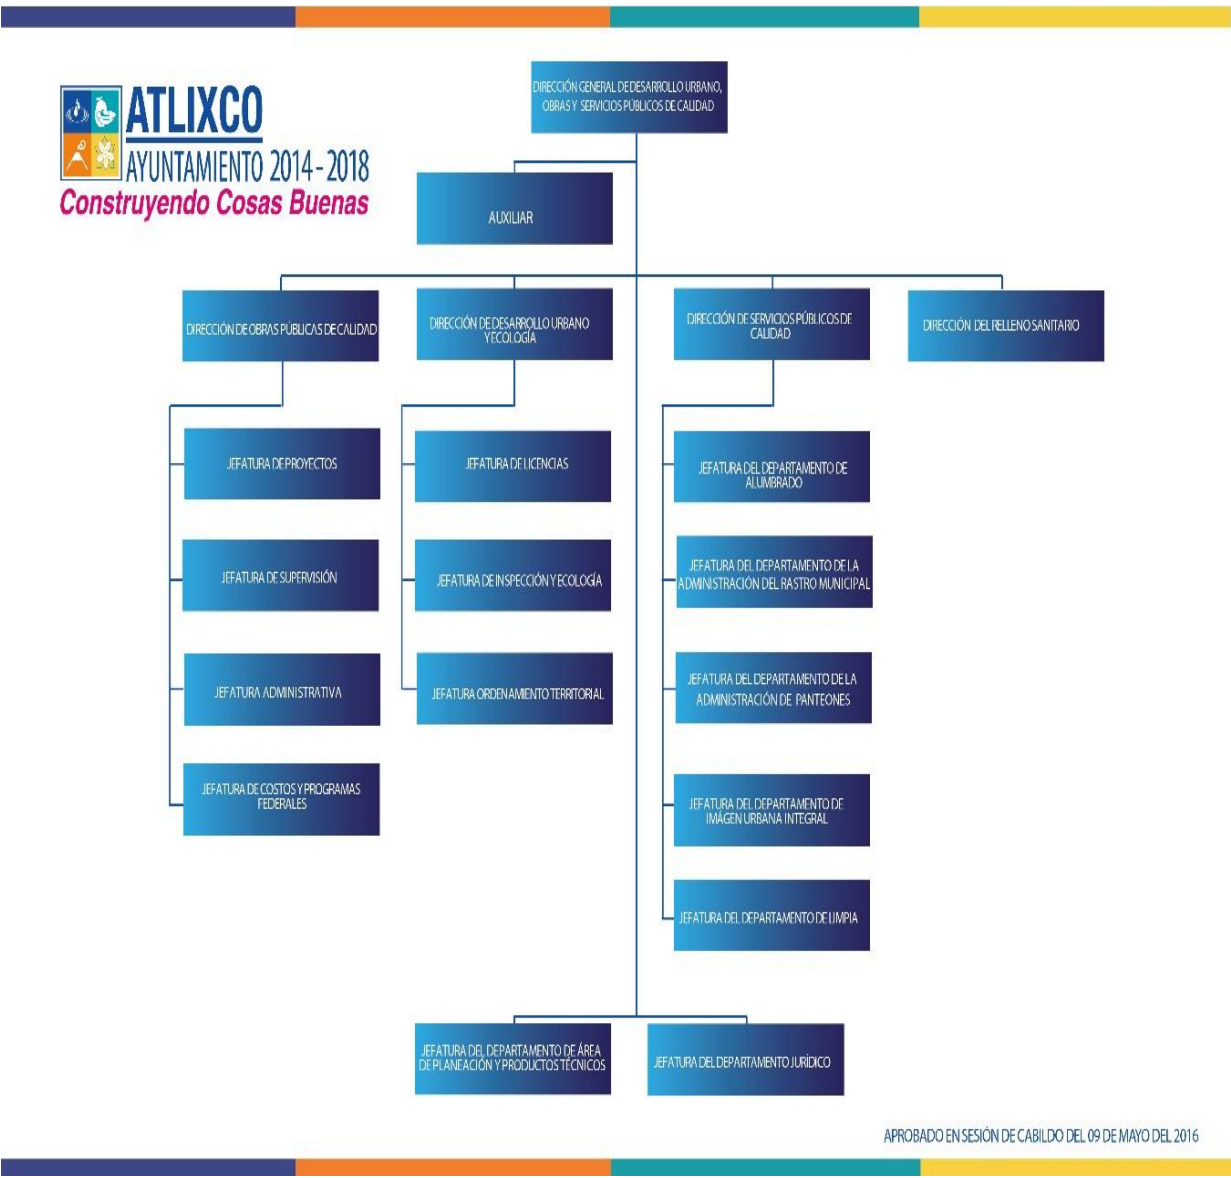 ATLIXCO
AYUNTAMIENTO 2014-2018
Construyendo Cosas Buenas
DIRECCIÓN GENERAL DE DESARROLLO URBANO,
OBRAS Y SERVICIOS PÚBLICOS DE CALIDAD
AUXILIAR
DIRECCIÓN DE OBRAS PÚBLICAS DE CALIDAD
DIRECCIÓN DE DESARROLLO URBANO
Y ECOLOGÍA
DIRECCIÓN DE SERVICIOS PÚBLICOS DE
CALIDAD
DIRECCIÓN DEL RELLENO SANITARIO
JEFATURA DE PROYECTOS
JEFATURA DE SUPERVISIÓN
JEFATURA ADMINISTRATIVA
JEFATURA DE COSTOS Y PROGRAMAS
FEDERALES
JEFATURA DE LICENCIAS
JEFATURA DE INSPECCIÓN Y ECOLOGÍA
JEFATURA ORDENAMIENTO TERRITORIAL
JEFATURA DEL DEPARTAMENTO DE
ALUMBRADO
JEFATURA DEL DEPARTAMENTO DE LA
ADMINISTRACIÓN DEL RASTRO MUNICIPAL
JEFATURA DEL DEPARTAMENTO DE LA
ADMINISTRACIÓN DE PANTEONES
JEFATURA DEL DEPARTAMENTO DE
IMÁGEN URBANA INTEGRAL
JEFATURA DEL DEPARTAMENTO DE LIMPIA
JEFATURA DEL DEPARTAMENTO DE ÁREA
DE PLANEACIÓN Y PRODUCTOS TÉCNICOS
JEFATURA DEL DEPARTAMENTO JURÍDICO
APROBADO EN SESIÓN DE CABILDO DEL 09 DE MAYO DEL 2016